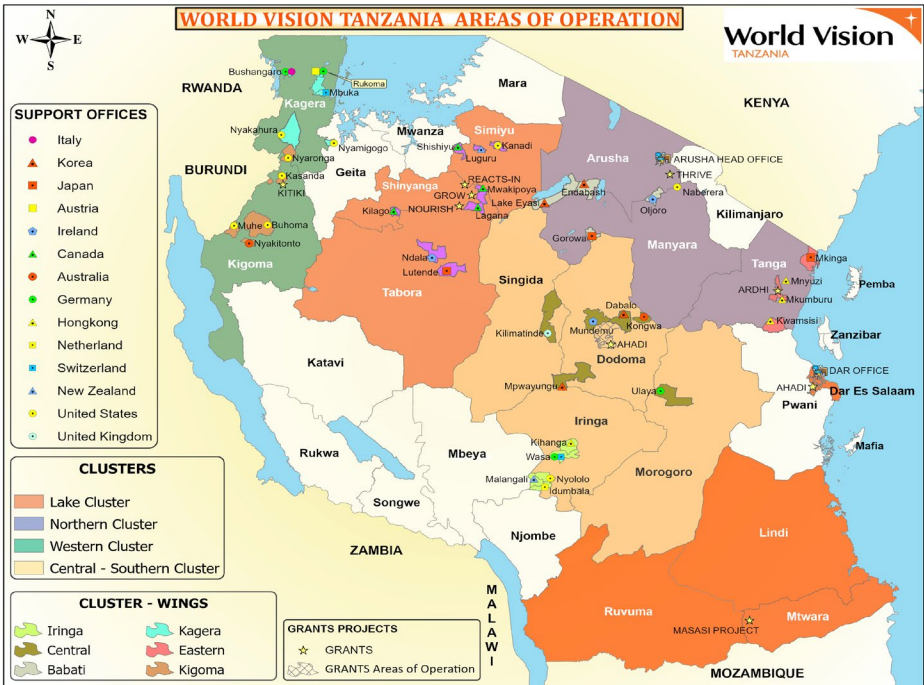 WORLD VISION TANZANIA AREAS OF OPERATION
World Vision
TANZANIA
N
W
E
S
SUPPORT OFFICES
Italy
Korea
Japan
Austria
Ireland
Canada
Australia
Germany
Hongkong
Netherland
Switzerland
New Zealand
United States
United Kingdom
CLUSTERS
Lake Cluster
Northern Cluster
Western Cluster
Central - Southern Cluster
CLUSTER - WINGS
Iringa
Central
Babati
Kagera
Eastern
Kigoma
GRANTS PROJECTS
GRANTS
GRANTS Areas of Operation
RWANDA
BURUNDI
KENYA
ZAMBIA
MALAWI
MOZAMBIQUE
Bushangaro
Rukoma
Kagera
Mbuka
Nyakahura
Nyamigogo
Nyaronga
Kasanda
KITIKI
Muhe
Buhoma
Nyakitonto
Kigoma
Mara
Mwanza
Geita
Simiyu
Shishiyu
Kanadi
Luguru
Shinyanga
REACTS-IN
Mwakipoya
GROW
NOURISH
Lagana
Kilago
Lake Eyasi
Endabash
Arusha
ARUSHA HEAD OFFICE
THRIVE
Naberera
Oljoro
Kilimanjaro
Gorowa
Manyara
Ndala
Lutende
Tabora
Singida
Tanga
Mkinga
Mnyuzi
ARDHI
Mkumburu
Kwamsisi
Pemba
Zanzibar
Dabalo
Kongwa
Mundemu
AHADI
Kilimatinde
Dodoma
Mpwayungu
Ulaya
DAR OFFICE
AHADI
Dar Es Salaam
Pwani
Mafia
Katavi
Rukwa
Mbeya
Songwe
Iringa
Kihanga
Wasa
Malangali
Nyololo
Idumbala
Morogoro
Njombe
Lindi
Ruvuma
Mtwara
MASASI PROJECT